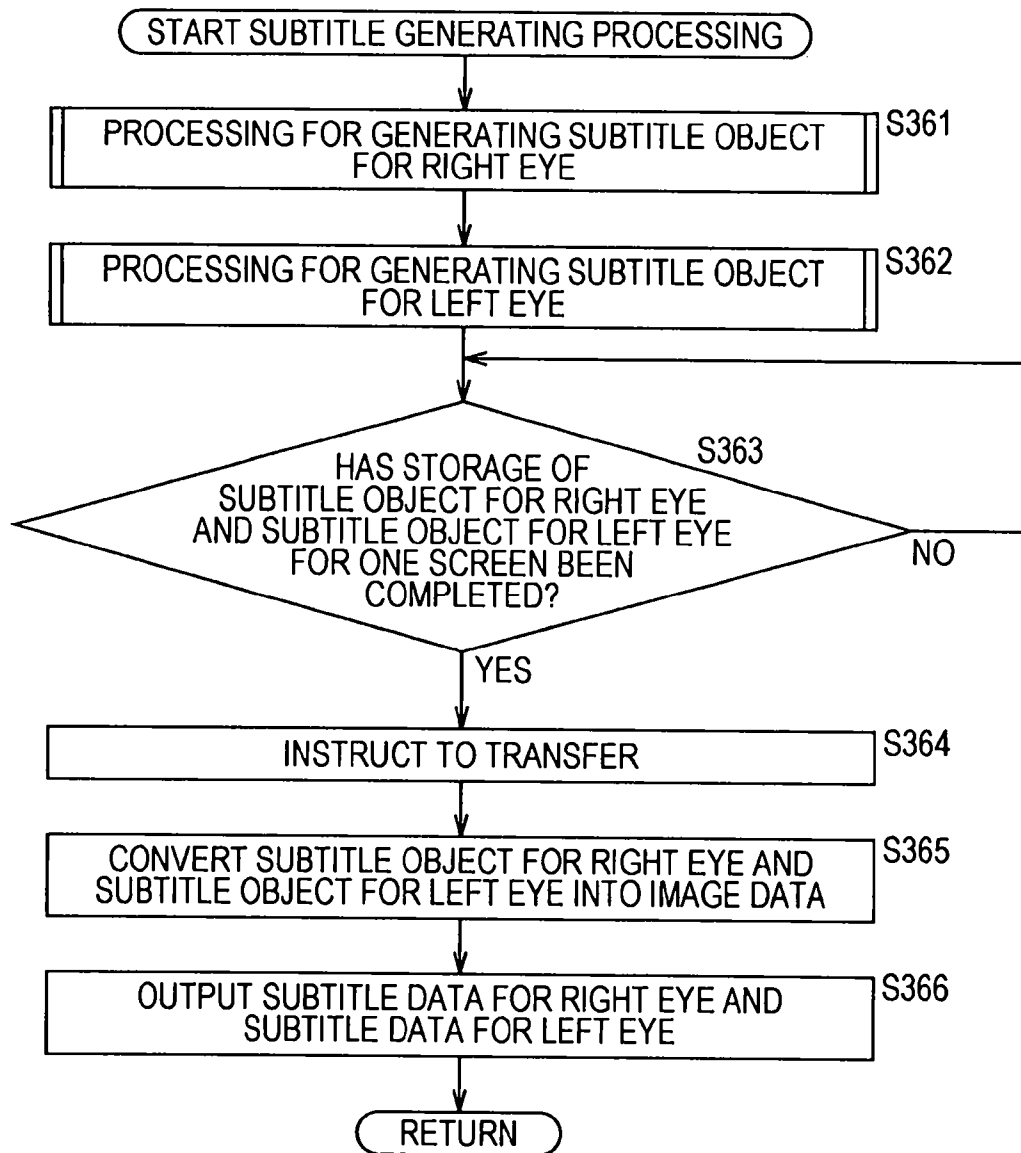 START SUBTITLE GENERATING PROCESSING
PROCESSING FOR GENERATING SUBTITLE OBJECT
FOR RIGHT EYE
S361
PROCESSING FOR GENERATING SUBTITLE OBJECT
FOR LEFT EYE
S362
S363
HAS STORAGE OF
SUBTITLE OBJECT FOR RIGHT EYE
AND SUBTITLE OBJECT FOR LEFT EYE
FOR ONE SCREEN BEEN
COMPLETED?
NO
YES
INSTRUCT TO TRANSFER
S364
CONVERT SUBTITLE OBJECT FOR RIGHT EYE AND
SUBTITLE OBJECT FOR LEFT EYE INTO IMAGE DATA
S365
OUTPUT SUBTITLE DATA FOR RIGHT EYE AND
SUBTITLE DATA FOR LEFT EYE
S366
RETURN